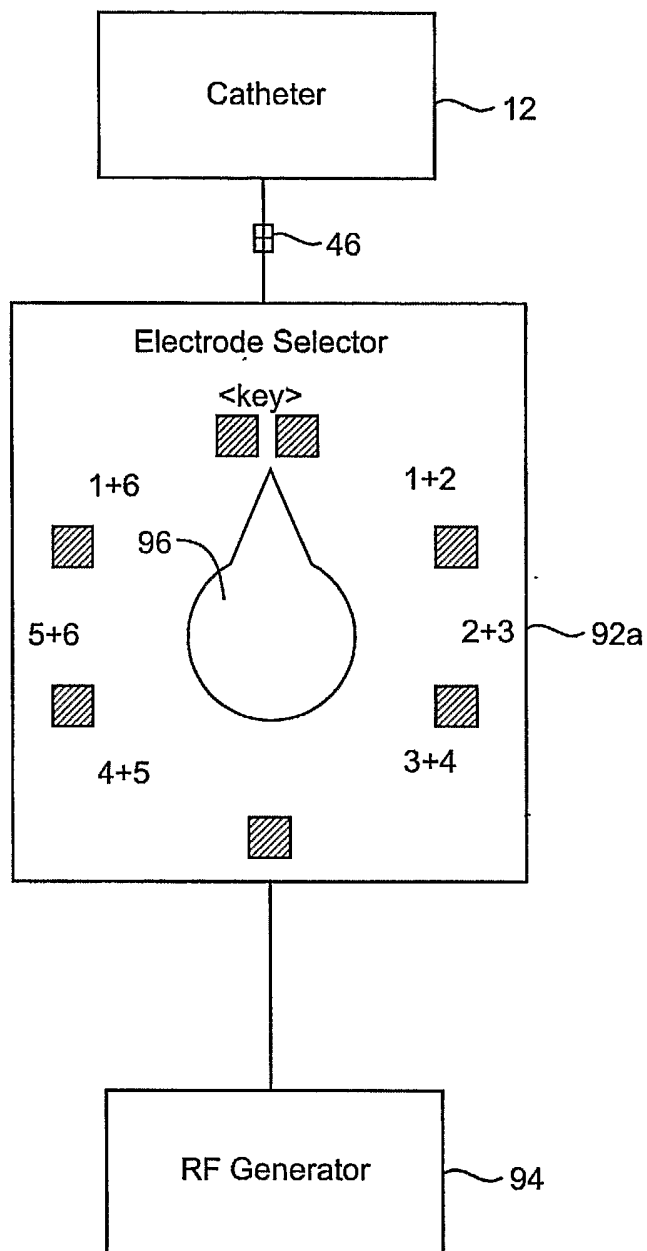 Catheter
12
46
Electrode Selector
<key>
1+6
1+2
96
5+6
2+3
92a
4+5
3+4
RF Generator
94